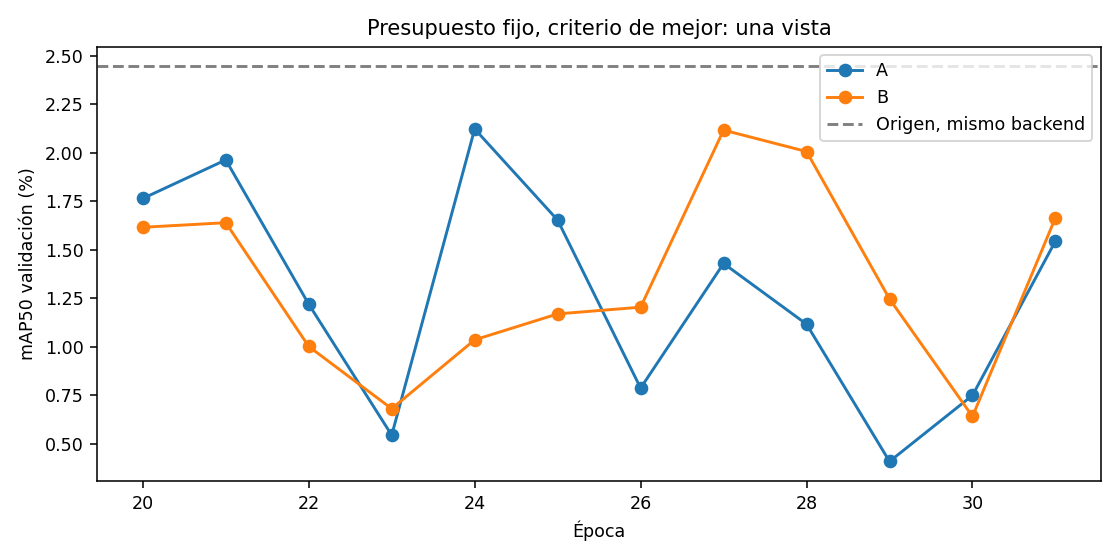 Presupuesto fijo, criterio de mejor: una vista
2.50
2.25
2.00
1.75
1.50
1.25
1.00
0.75
0.50
mAP50 validación (%)
A
B
Origen, mismo backend
20
22
24
26
28
30
Época